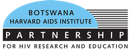 BOTSWANA
HARVARD AIDS INSTITUTE
PARTNERSHIP
FOR HIV RESEARCH AND EDUCATION